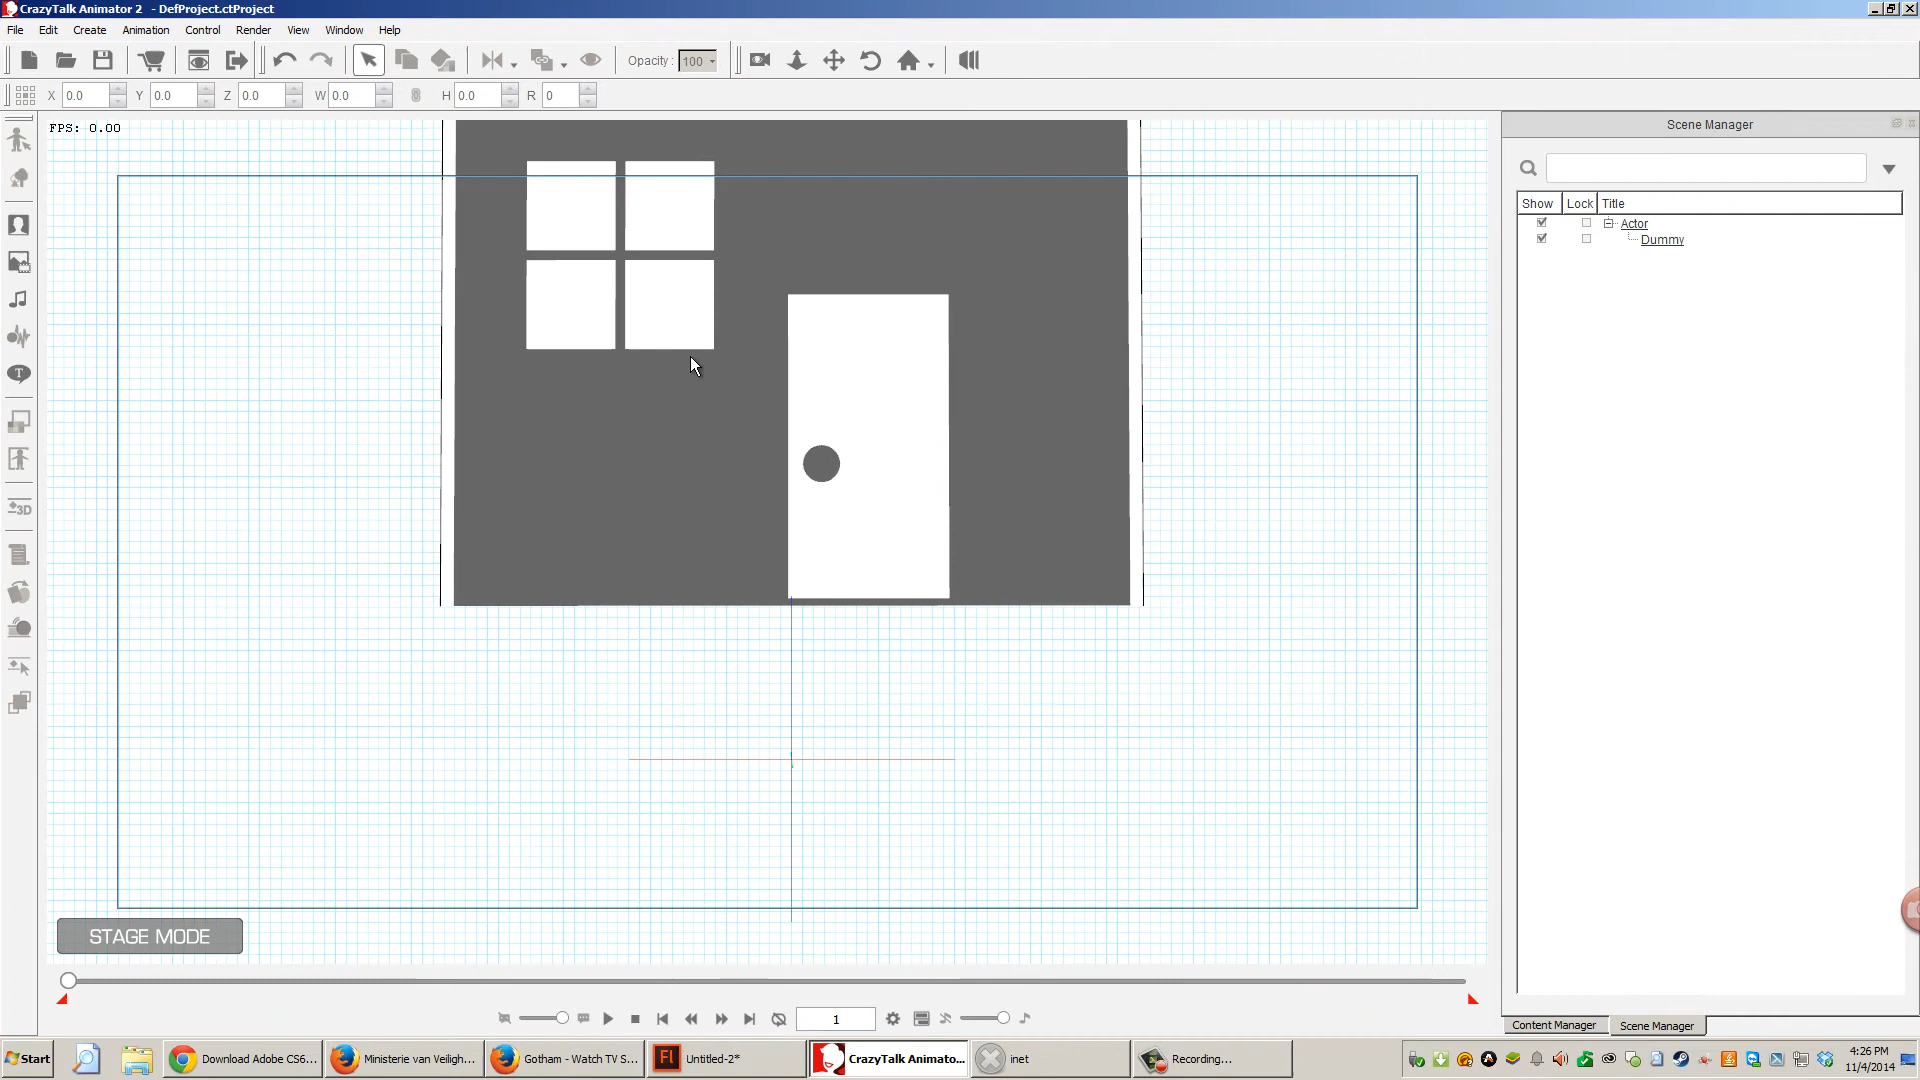 CrazyTalk Animator 2 - DefProject.ctProject
File Edit Create Animation Control Render View Window Help
Opacity : 100
X 0.0 Y 0.0 Z 0.0 W 0.0 H 0.0 R 0
FPS: 0.00
Scene Manager
Show Lock Title
Actor
Dummy
T
3D
STAGE MODE
1
Content Manager Scene Manager
Start Download Adobe CS6... Ministerie van Veiligh... Gotham - Watch TV S... Fl Untitled-2* CrazyTalk Animato... inet Recording... 4:26 PM
11/4/2014